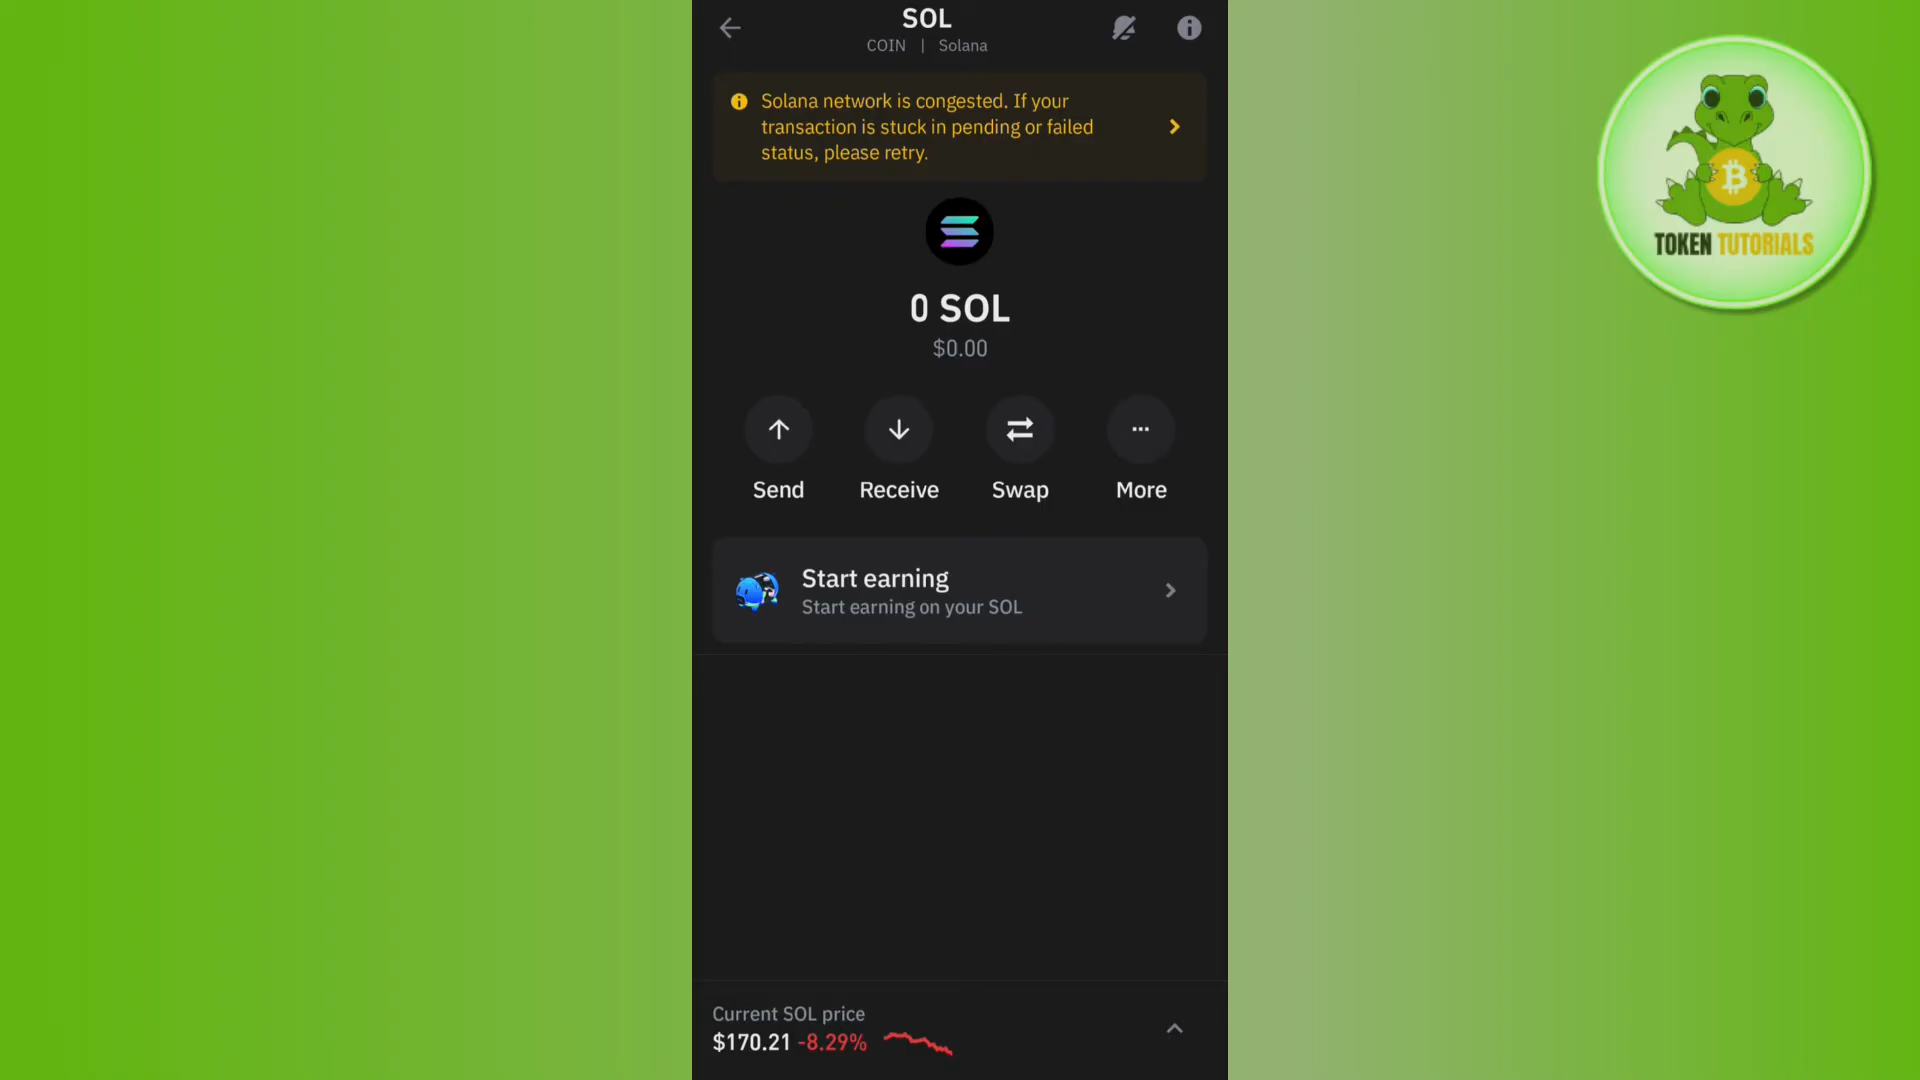 SOL
COIN | Solana
Solana network is congested. If your
transaction is stuck in pending or failed
status, please retry.
0 SOL
$0.00
Send Receive Swap More
Start earning
Start earning on your SOL
Current SOL price
$170.21 -8.29%
TOKEN TUTORIALS